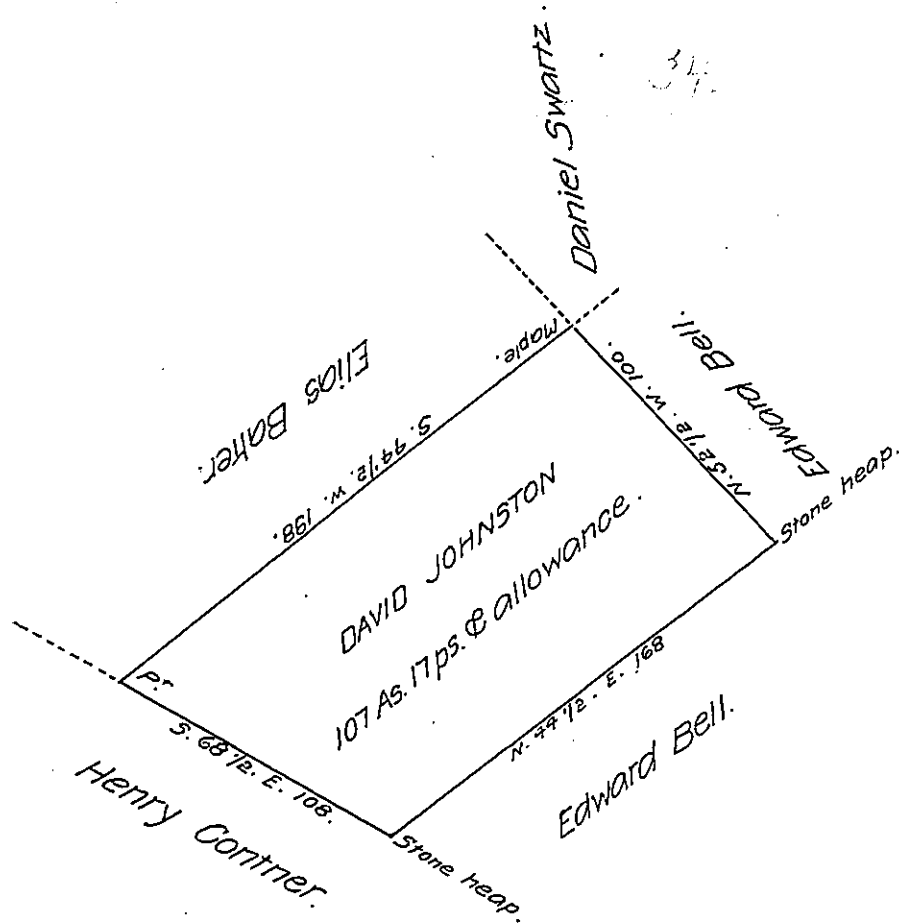 34.
Daniel Swartz.
Edward Bell.
Elias Baker.
Maple.
S. 44 1/2. W. 198.
N. 52 1/2. W. 100.
Stone heap.
DAVID JOHNSTON
107 As. 17 ps. & allowance.
Pt
S. 68 1/2. E. 108.
N. 44 1/2. E. 168
Henry Contner.
Edward Bell.
Stone heap.